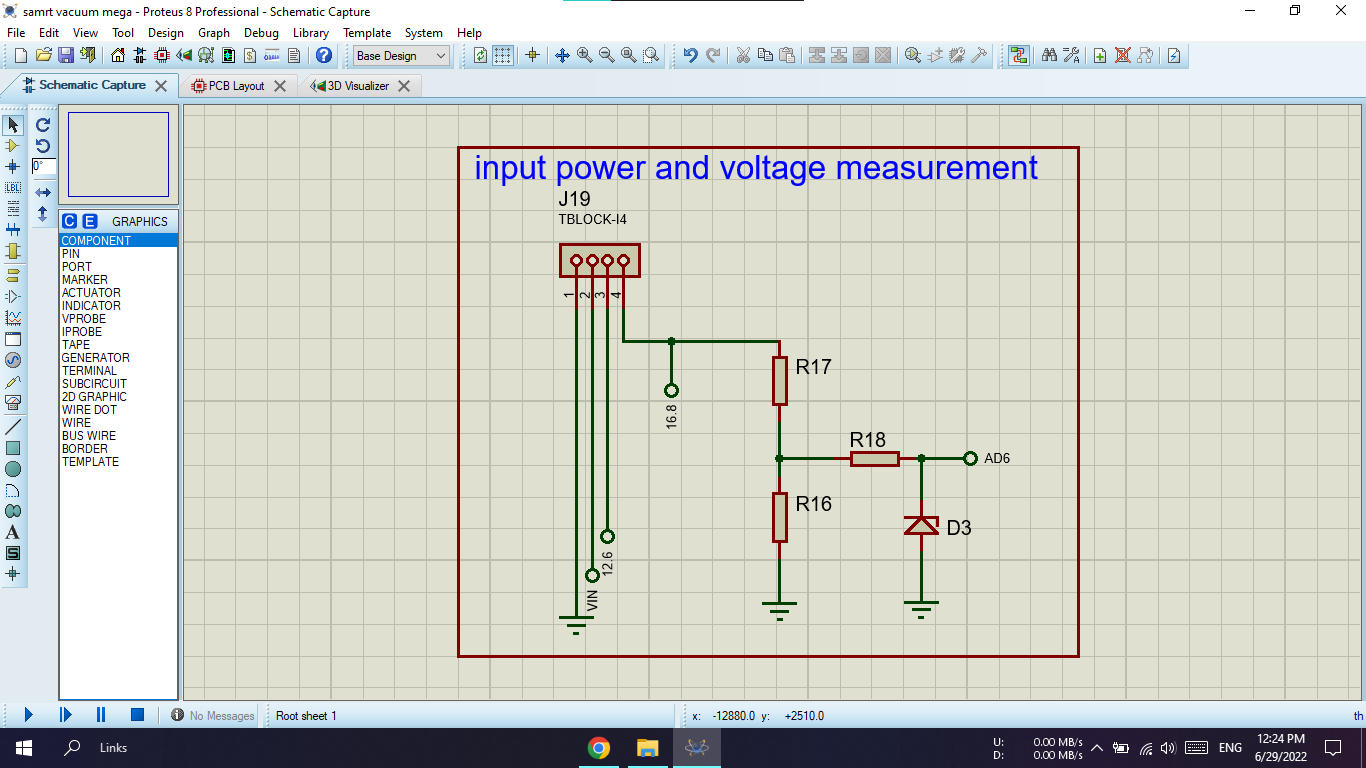 samrt vacuum mega - Proteus 8 Professional - Schematic Capture
File Edit View Tool Design Graph Debug Library Template System Help
Base Design
Schematic Capture
PCB Layout
3D Visualizer
0°
LBL
C E GRAPHICS
COMPONENT
PIN
PORT
MARKER
ACTUATOR
INDICATOR
VPROBE
IPROBE
TAPE
GENERATOR
TERMINAL
SUBCIRCUIT
2D GRAPHIC
WIRE DOT
WIRE
BUS WIRE
BORDER
TEMPLATE
A
S
input power and voltage measurement
J19
TBLOCK-I4
1
2
3
4
16.8
R17
R18
AD6
R16
D3
12.6
VIN
No Messages
Root sheet 1
x: -12880.0 y: +2510.0
th
Links
U: 0.00 MB/s
D: 0.00 MB/s
ENG
12:24 PM
6/29/2022